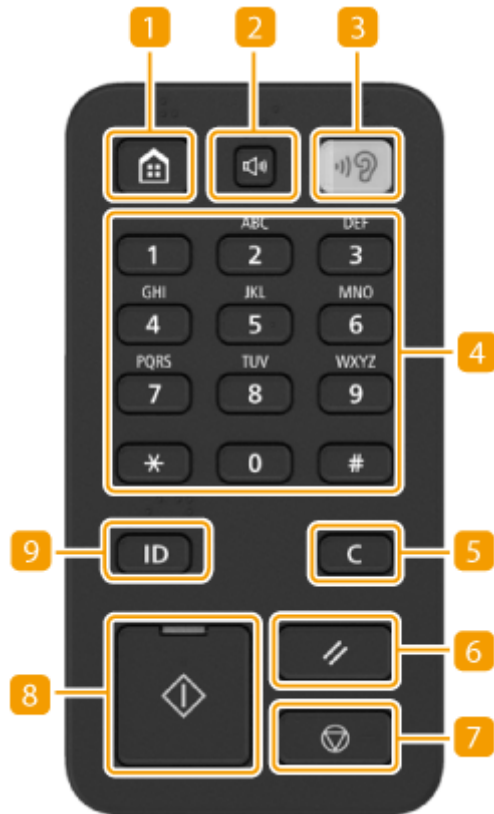 1 2 3
ABC DEF
1 2 3
GHI JKL MNO
4 5 6
4
PQRS TUV WXYZ
7 8 9
* 0 #
9 ID C 5
6
8
7